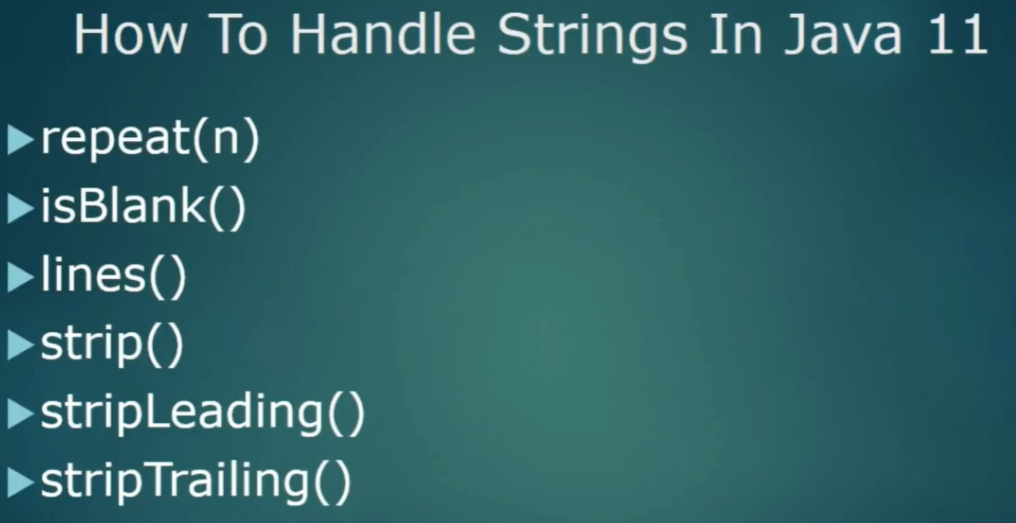 How To Handle Strings In Java 11
repeat(n)
isBlank()
lines()
strip()
stripLeading()
stripTrailing()